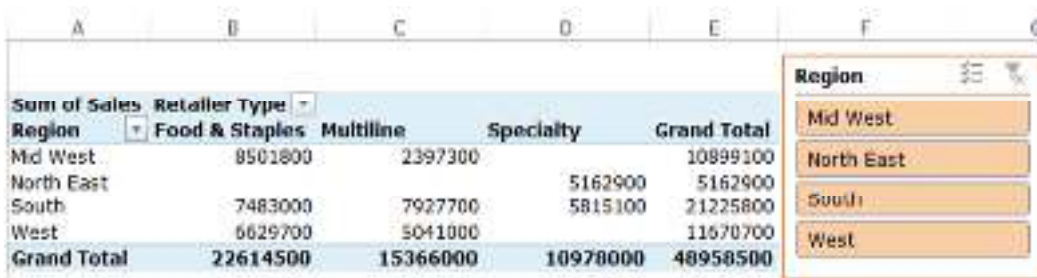 A B C D E F
Sum of Sales Retailer Type
Region Food & Staples Multiline Specialty Grand Total
Mid West 8501800 2397300 10899100
North East 5162900 5162900
South 7483000 7927700 5815100 21225800
West 6629700 5041000 11670700
Grand Total 22614500 15366000 10978000 48958500
Region
Mid West
North East
South
West